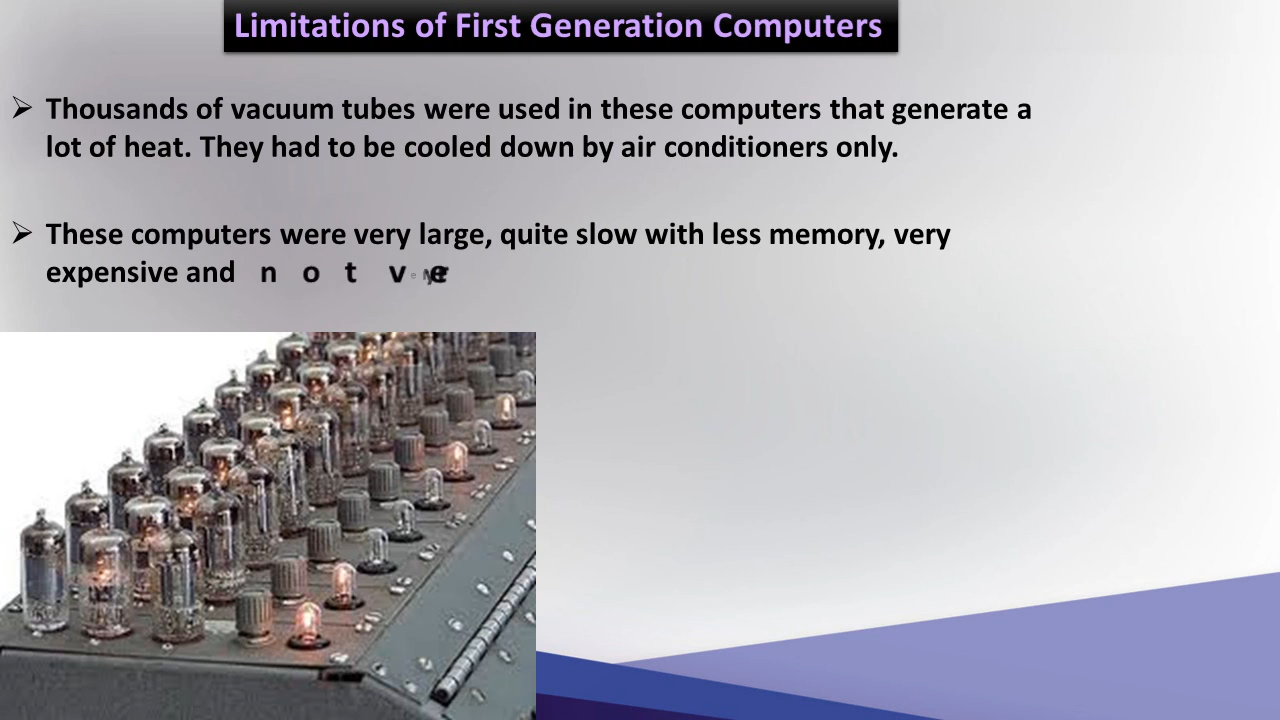 Limitations of First Generation Computers
➢ Thousands of vacuum tubes were used in these computers that generate a
lot of heat. They had to be cooled down by air conditioners only.
➢ These computers were very large, quite slow with less memory, very
expensive and not